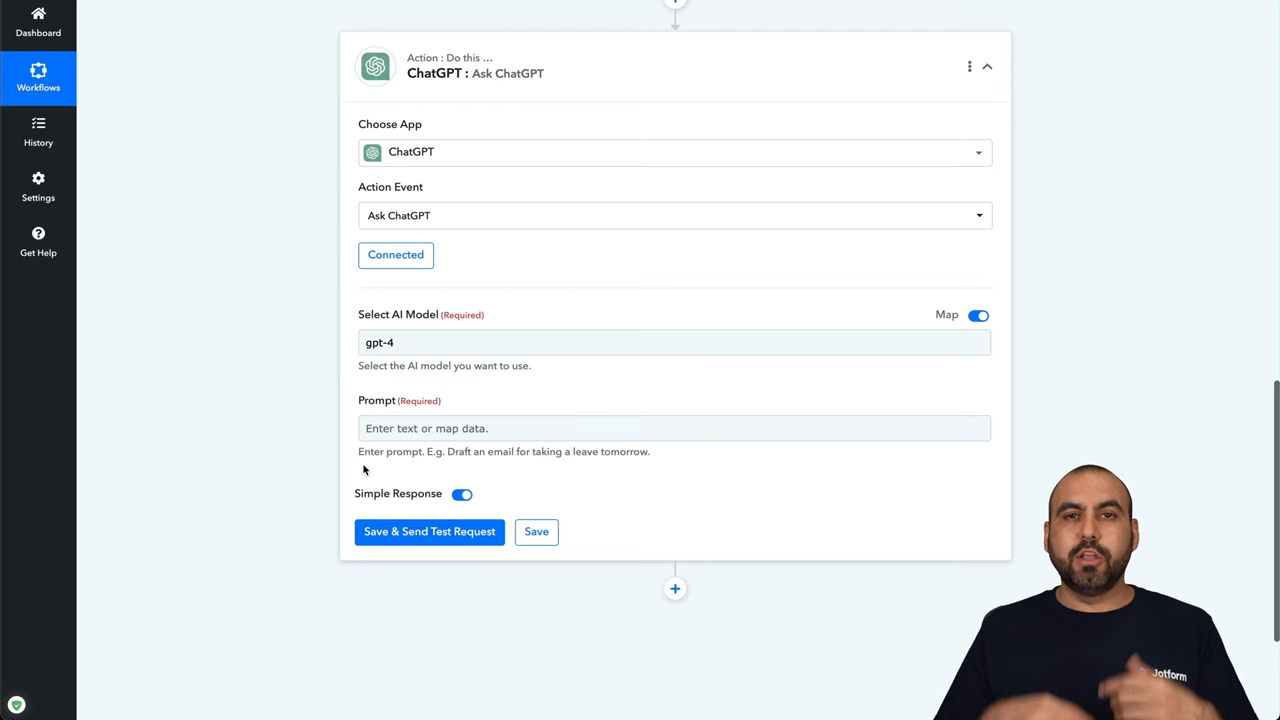 Dashboard
Workflows
History
Settings
Get Help
Action : Do this ...
ChatGPT : Ask ChatGPT
Choose App
ChatGPT
Action Event
Ask ChatGPT
Connected
Select AI Model (Required)
Map
gpt-4
Select the AI model you want to use.
Prompt (Required)
Enter text or map data.
Enter prompt. E.g. Draft an email for taking a leave tomorrow.
Simple Response
Save & Send Test Request
Save
Jotform